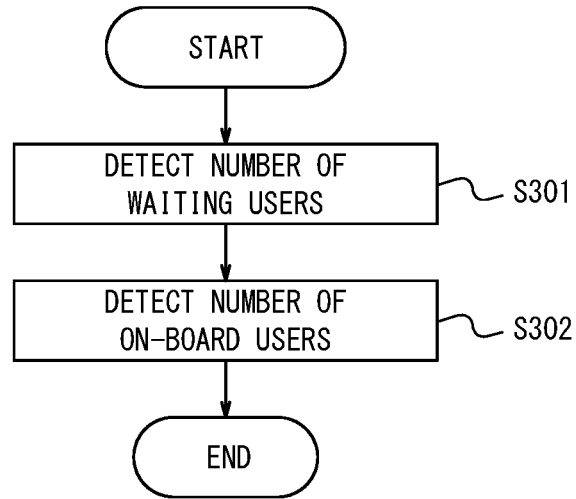 START
DETECT NUMBER OF
WAITING USERS
S301
DETECT NUMBER OF
ON-BOARD USERS
S302
END